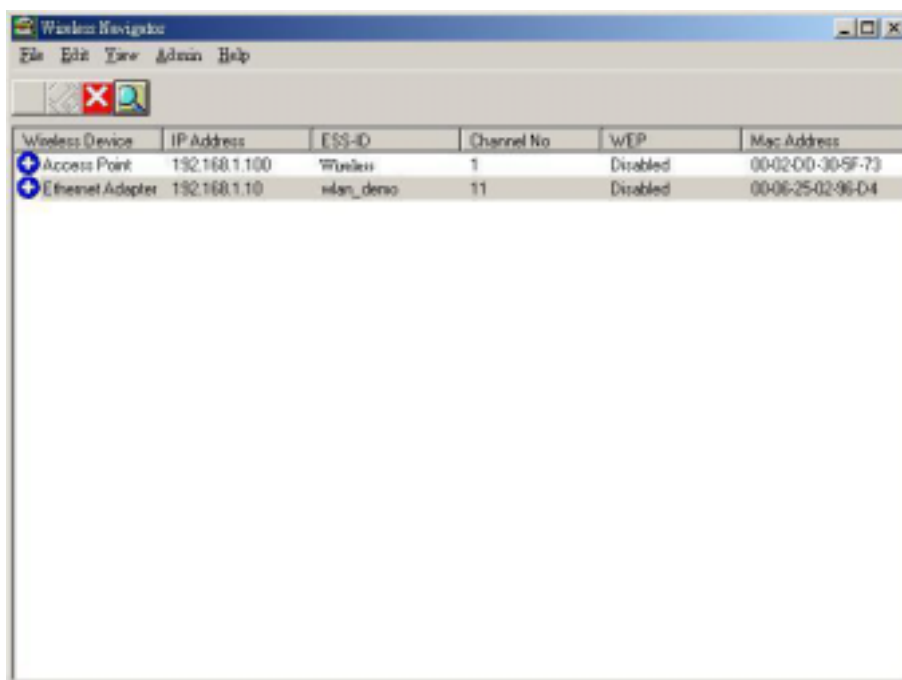 Wireless Navigator
File Edit View Admin Help
Wireless Device IP Address ESS-ID Channel No WEP Mac Address
Access Point 192.168.1.100 Wireless 1 Disabled 00-02-DD-30-5F-73
Ethernet Adapter 192.168.1.10 wlan_demo 11 Disabled 00-06-25-02-96-D4